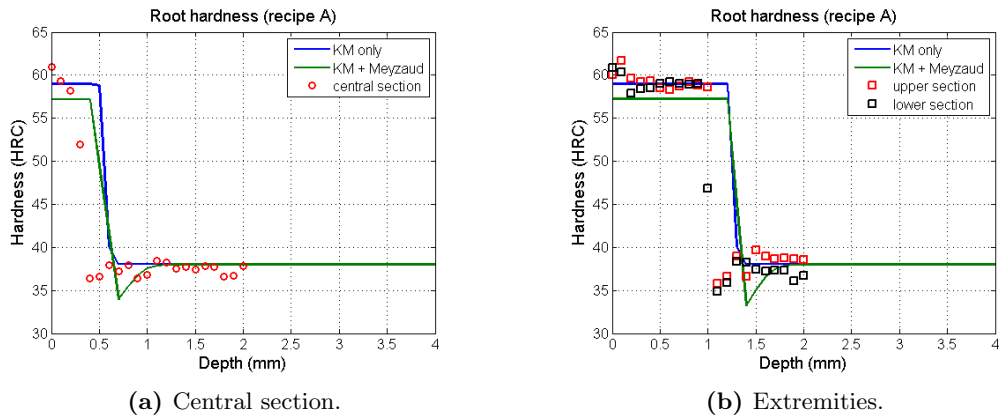 Root hardness (recipe A)
65
60
55
50
45
40
35
30
0
0.5
1
1.5
2
2.5
3
3.5
4
Hardness (HRC)
Depth (mm)
KM only
KM + Meyzaud
central section
(a) Central section.
Root hardness (recipe A)
65
60
55
50
45
40
35
30
0
0.5
1
1.5
2
2.5
3
3.5
4
Hardness (HRC)
Depth (mm)
KM only
KM + Meyzaud
upper section
lower section
(b) Extremities.